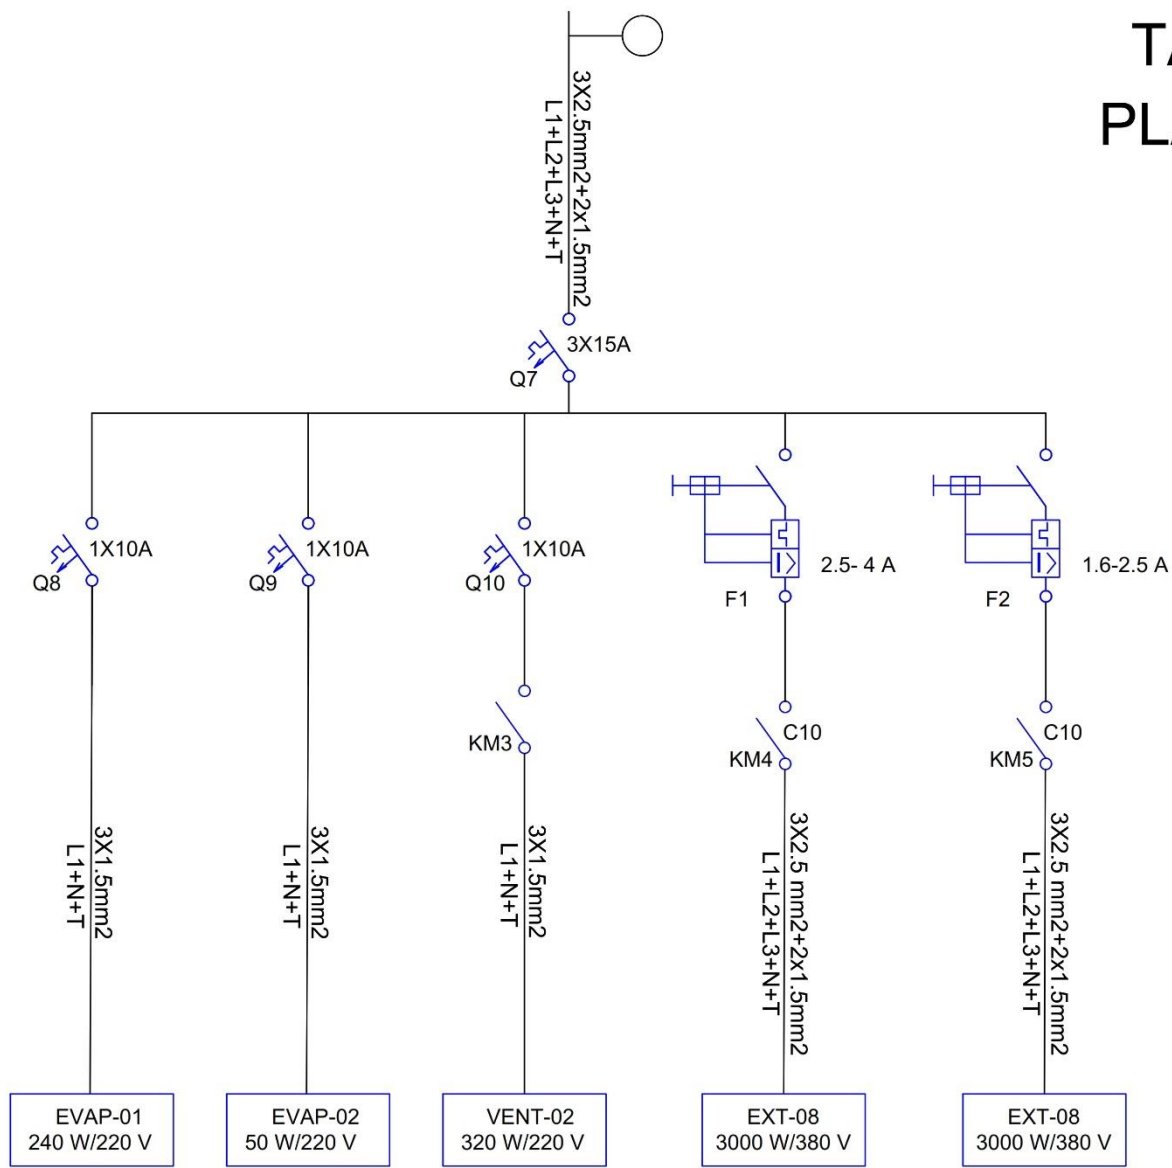 TA
PLA
3X2.5mm2+2x1.5mm2
L1+L2+L3+N+T
3X15A
Q7
1X10A
Q8
1X10A
Q9
1X10A
Q10
2.5- 4 A
F1
1.6-2.5 A
F2
KM3
C10
KM4
C10
KM5
3X1.5mm2
L1+N+T
3X1.5mm2
L1+N+T
3X1.5mm2
L1+N+T
3X2.5 mm2+2x1.5mm2
L1+L2+L3+N+T
3X2.5 mm2+2x1.5mm2
L1+L2+L3+N+T
EVAP-01
240 W/220 V
EVAP-02
50 W/220 V
VENT-02
320 W/220 V
EXT-08
3000 W/380 V
EXT-08
3000 W/380 V